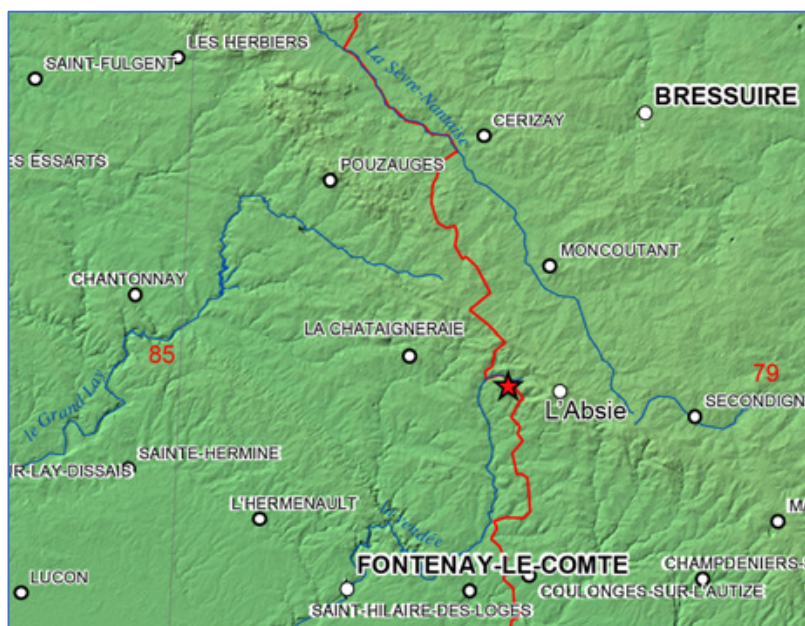 LES HERBIERS
SAINT-FULGENT
La Sèvre-Nantaise
BRESSUIRE
CERIZAY
ES ESSARTS
POUZAUGES
MONCOUTANT
CHANTONNAY
LA CHATAIGNERAIE
85
79
le Grand-Lay
L'Absie
SECONDIGN
SAINTE-HERMINE
IR-LAY-DISSAIS
L'HERMENAULT
la Vendée
MA
FONTENAY-LE-COMTE
CHAMPDENIERS-S
COULONGES-SUR-L'AUTIZE
LUCON
SAINT-HILAIRE-DES-LOGES